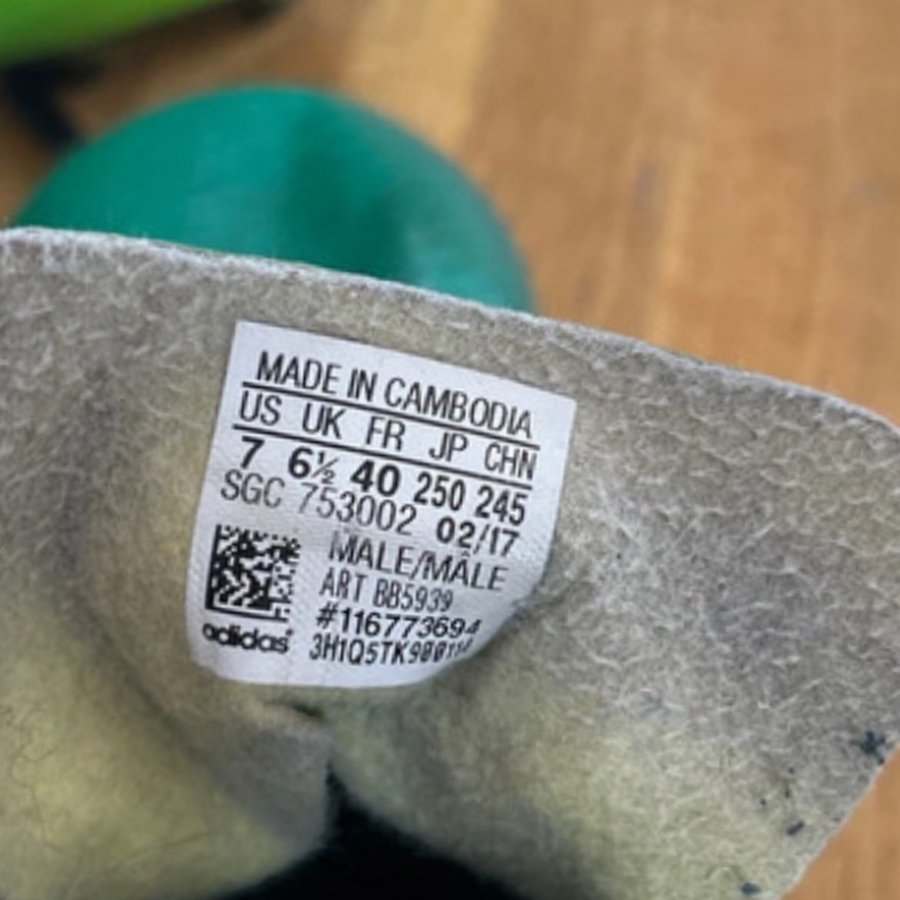 MADE IN CAMBODIA
US UK FR JP CHN
7 6½ 40 250 245
SGC 753002 02/17
MALE/MÂLE
ART BB5939
#116773694
adidas